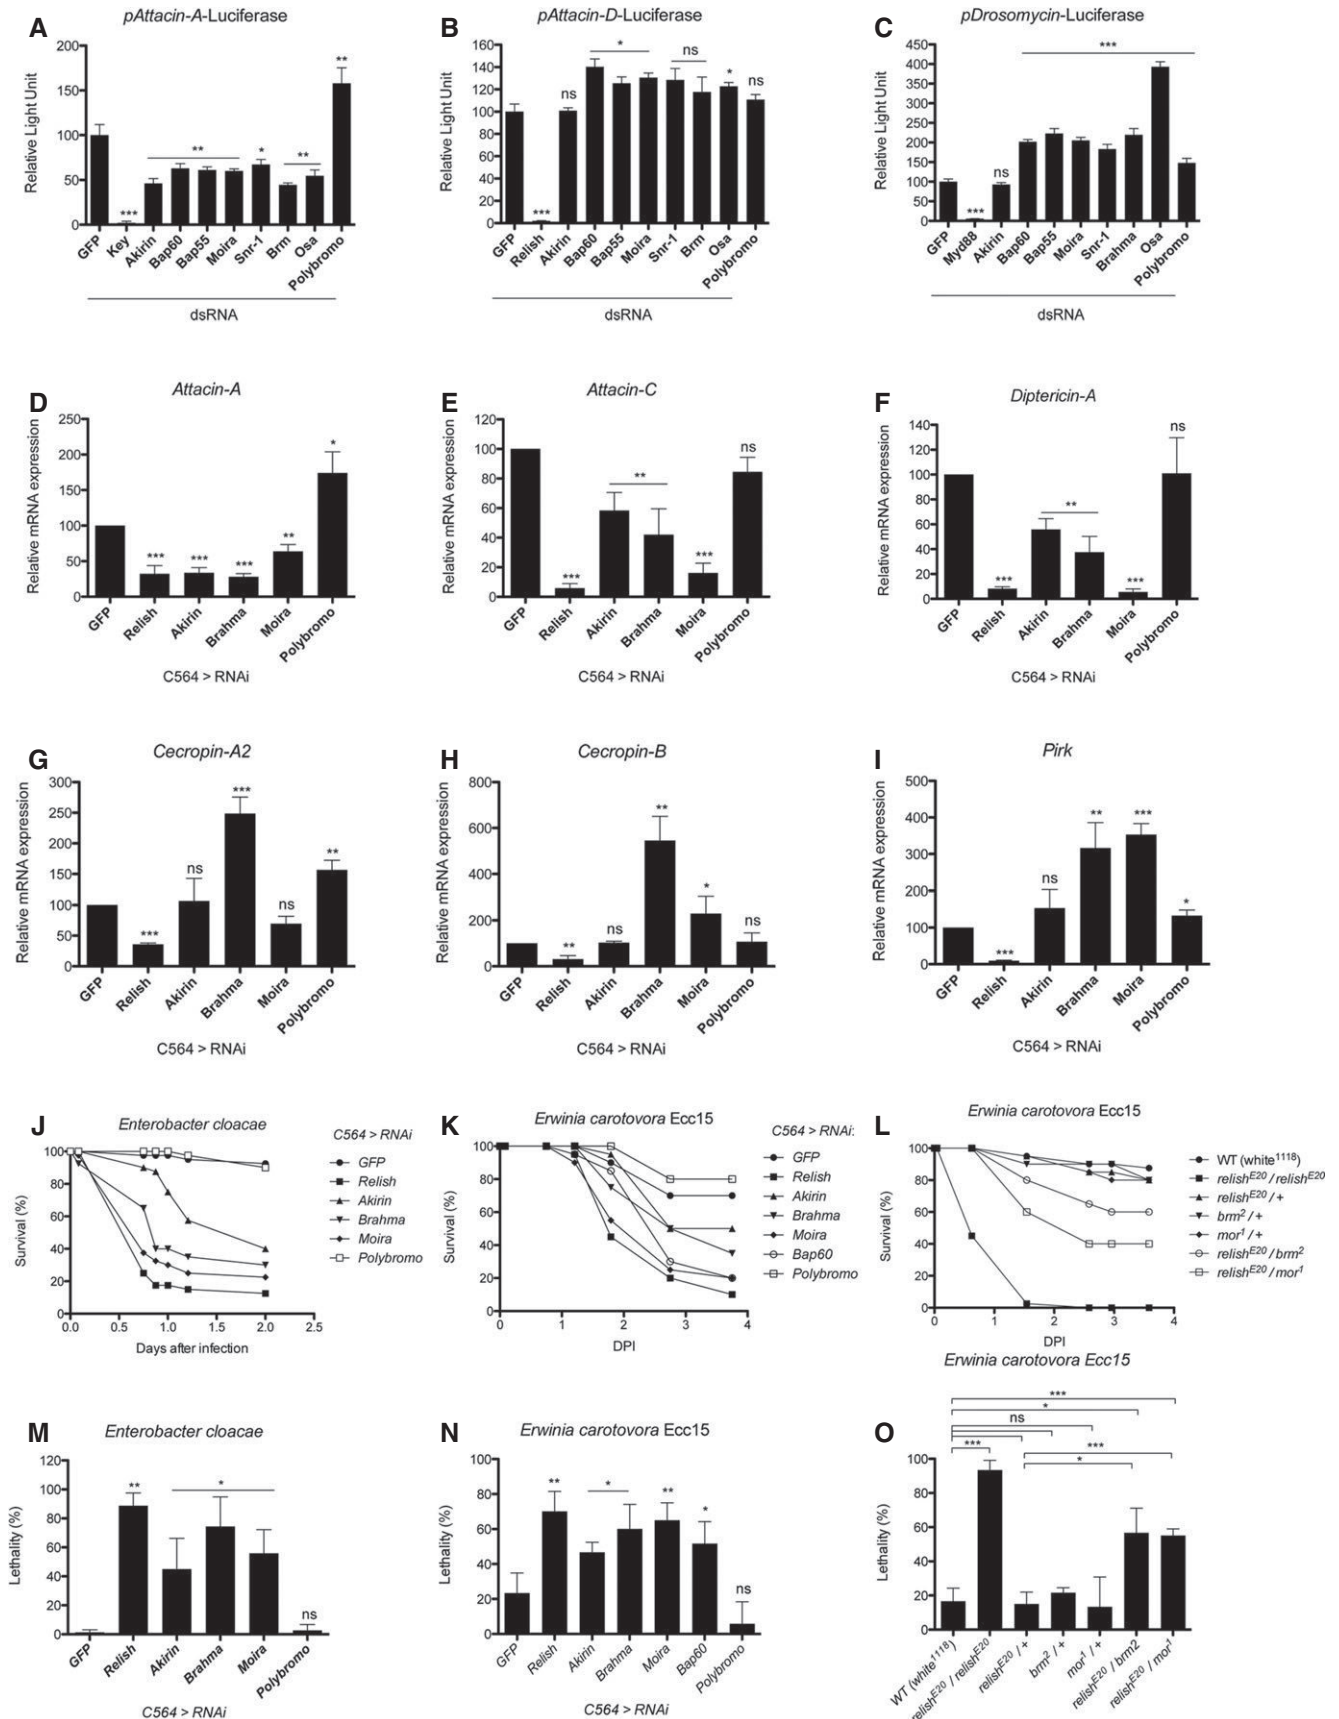 A
pAttacin-A-Luciferase
Relative Light Unit
200
150
100
50
0
**
***
**
*
**
**
GFP
Key
Akirin
Bap60
Bap55
Moira
Snr-1
Brm
Osa
Polybromo
dsRNA
B
pAttacin-D-Luciferase
Relative Light Unit
160
140
120
100
80
60
40
20
0
***
ns
*
ns
*
ns
GFP
Relish
Akirin
Bap60
Bap55
Moira
Snr-1
Brm
Osa
Polybromo
dsRNA
C
pDrosomycin-Luciferase
Relative Light Unit
450
400
350
300
250
200
150
100
50
0
***
ns
***
GFP
Myd88
Akirin
Bap60
Bap55
Moira
Snr-1
Brahma
Osa
Polybromo
dsRNA
D
Attacin-A
Relative mRNA expression
250
200
150
100
50
0
***
***
***
**
*
GFP
Relish
Akirin
Brahma
Moira
Polybromo
C564 > RNAi
E
Attacin-C
Relative mRNA expression
120
100
80
60
40
20
0
***
**
***
ns
GFP
Relish
Akirin
Brahma
Moira
Polybromo
C564 > RNAi
F
Diptericin-A
Relative mRNA expression
140
120
100
80
60
40
20
0
***
**
***
ns
GFP
Relish
Akirin
Brahma
Moira
Polybromo
C564 > RNAi
G
Cecropin-A2
Relative mRNA expression
300
250
200
150
100
50
0
***
ns
***
ns
**
GFP
Relish
Akirin
Brahma
Moira
Polybromo
C564 > RNAi
H
Cecropin-B
Relative mRNA expression
800
600
400
200
0
**
ns
**
*
ns
GFP
Relish
Akirin
Brahma
Moira
Polybromo
C564 > RNAi
I
Pirk
Relative mRNA expression
500
400
300
200
100
0
***
ns
**
***
*
GFP
Relish
Akirin
Brahma
Moira
Polybromo
C564 > RNAi
J
Enterobacter cloacae
Survival (%)
100
80
60
40
20
0
0.0
0.5
1.0
1.5
2.0
2.5
Days after infection
C564 > RNAi
GFP
Relish
Akirin
Brahma
Moira
Polybromo
K
Erwinia carotovora Ecc15
Survival (%)
100
80
60
40
20
0
0
1
2
3
4
DPI
C564 > RNAi:
GFP
Relish
Akirin
Brahma
Moira
Bap60
Polybromo
L
Erwinia carotovora Ecc15
Survival (%)
100
80
60
40
20
0
0
1
2
3
4
DPI
WT (white1118)
relishE20 / relishE20
relishE20 / +
brm2 / +
mor1 / +
relishE20 / brm2
relishE20 / mor1
M
Enterobacter cloacae
Lethality (%)
120
100
80
60
40
20
0
**
*
ns
GFP
Relish
Akirin
Brahma
Moira
Polybromo
C564 > RNAi
N
Erwinia carotovora Ecc15
Lethality (%)
100
80
60
40
20
0
**
*
**
*
ns
GFP
Relish
Akirin
Brahma
Moira
Bap60
Polybromo
C564 > RNAi
O
Erwinia carotovora Ecc15
Lethality (%)
100
80
60
40
20
0
***
*
ns
***
***
*
WT (white1118)
relishE20 / relishE20
relishE20 / +
brm2 / +
mor1 / +
relishE20 / brm2
relishE20 / mor1